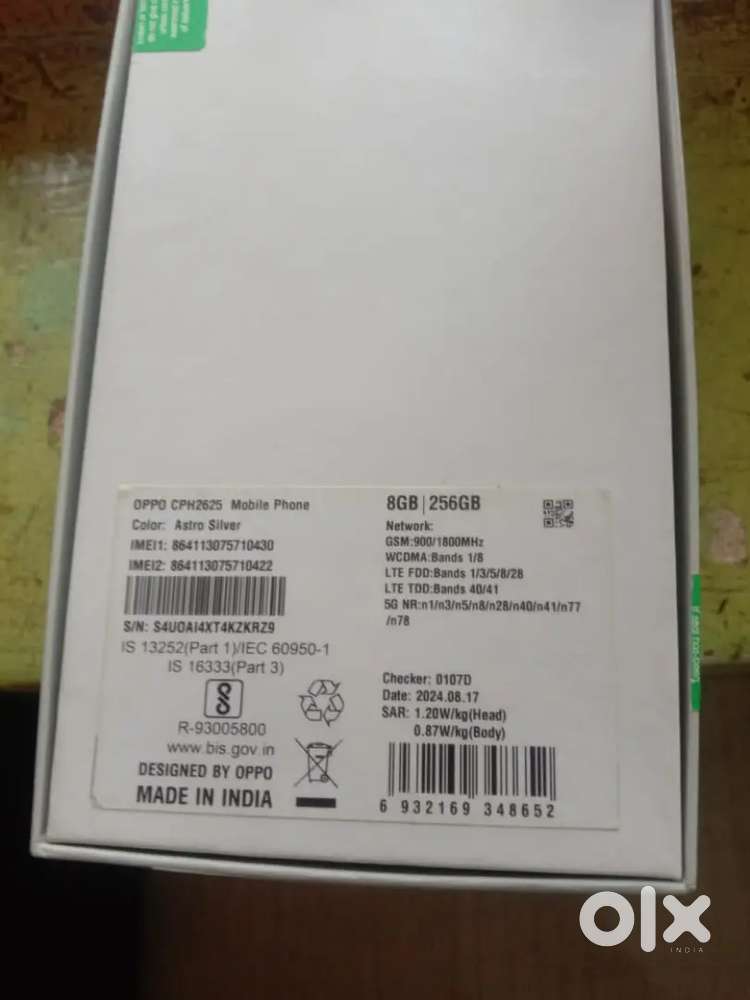 OPPO CPH2625 Mobile Phone
Color: Astro Silver
IMEI1: 864113075710430
IMEI2: 864113075710422
S/N: S4UOAI4XT4KZKRZ9
IS 13252(Part 1)/IEC 60950-1
IS 16333(Part 3)
R-93005800
www.bis.gov.in
DESIGNED BY OPPO
MADE IN INDIA
8GB | 256GB
Network:
GSM:900/1800MHz
WCDMA:Bands 1/8
LTE FDD:Bands 1/3/5/8/28
LTE TDD:Bands 40/41
5G NR:n1/n3/n5/n8/n28/n40/n41/n77
/n78
Checker: 0107D
Date: 2024.08.17
SAR: 1.20W/kg(Head)
0.87W/kg(Body)
6 932169 348652
olx
INDIA